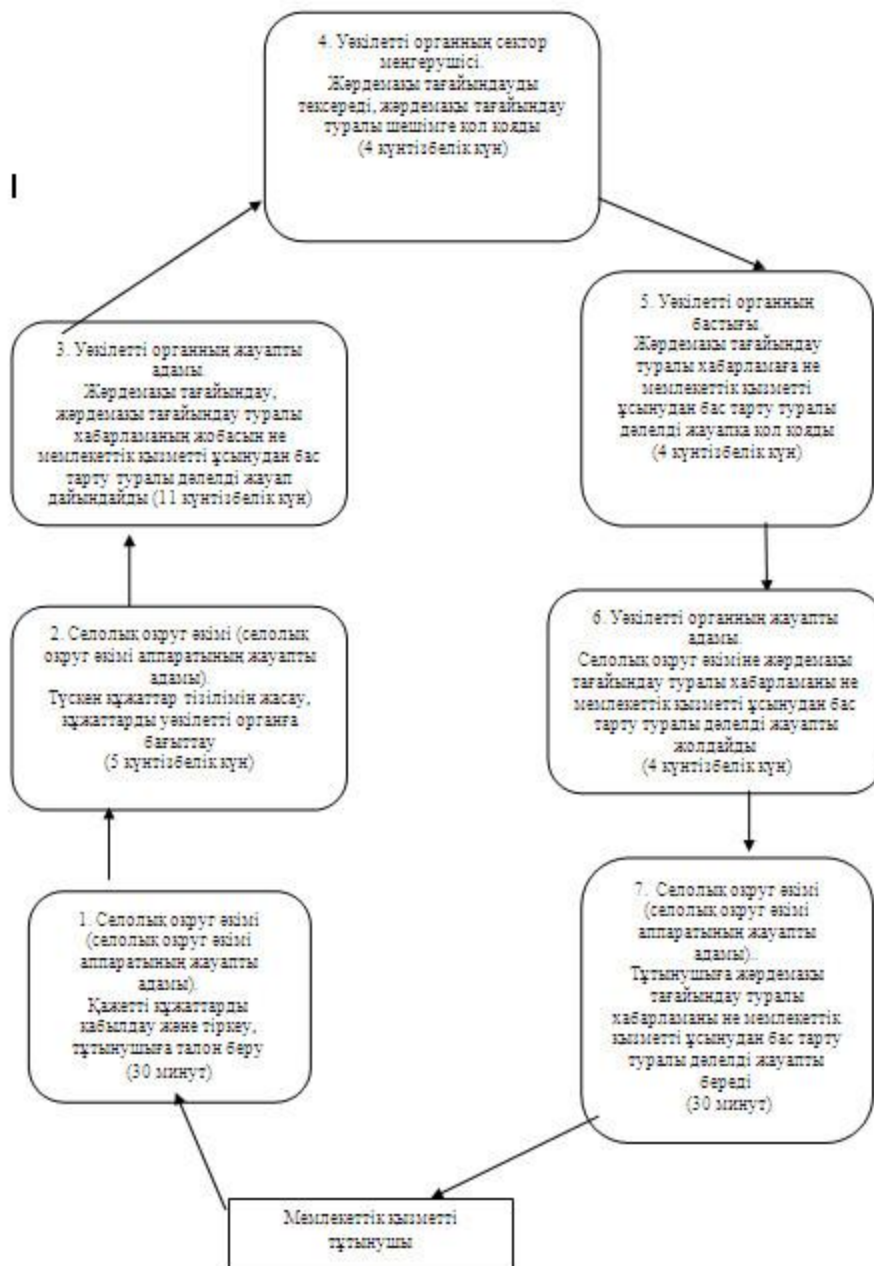 4. Уәкілетті органның сектор
меңгерушісі.
Жәрдемақы тағайындауды
тексереді, жәрдемақы тағайындау
туралы шешімге қол қояды
(4 күнтізбелік күн)
5. Уәкілетті органның
бастығы.
Жәрдемақы тағайындау
туралы хабарламаға не
мемлекеттік қызметті
ұсынудан бас тарту туралы
дәлелді жауапқа қол қояды
(4 күнтізбелік күн)
3. Уәкілетті органның жауапты
адамы.
Жәрдемақы тағайындау,
жәрдемақы тағайындау туралы
хабарламаның жобасын не
мемлекеттік қызметті ұсынудан бас
тарту туралы дәлелді жауап
дайындайды (11 күнтізбелік күн)
2. Селолық округ әкімі (селолық
округ әкімі аппаратының жауапты
адамы).
Түскен құжаттар тізілімін жасау,
құжаттарды уәкілетті органға
бағыттау
(5 күнтізбелік күн)
6. Уәкілетті органның жауапты
адамы.
Селолық округ әкіміне жәрдемақы
тағайындау туралы хабарламаны не
мемлекеттік қызметті ұсынудан бас
тарту туралы дәлелді жауапты
жолдайды
(4 күнтізбелік күн)
1. Селолық округ әкімі
(селолық округ әкімі
аппаратының жауапты
адамы).
Қажетті құжаттарды
қабылдау және тіркеу,
тұтынушыға талон беру
(30 минут)
7. Селолық округ әкімі
(селолық округ әкімі
аппаратының жауапты
адамы)..
Тұтынушыға жәрдемақы
тағайындау туралы
хабарламаны не мемлекеттік
қызметті ұсынудан бас тарту
туралы дәлелді жауапты
береді
(30 минут)
Мемлекеттік қызметті
тұтынушы